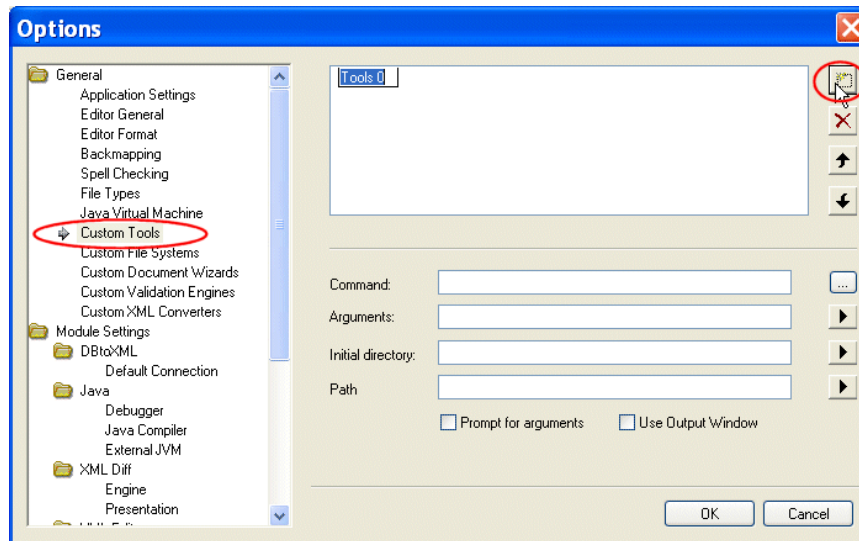 Options
General
Application Settings
Editor General
Editor Format
Backmapping
Spell Checking
File Types
Java Virtual Machine
Custom Tools
Custom File Systems
Custom Document Wizards
Custom Validation Engines
Custom XML Converters
Module Settings
DBtoXML
Default Connection
Java
Debugger
Java Compiler
External JVM
XML Diff
Engine
Presentation
Tools 0
Command:
...
Arguments:
Initial directory:
Path
Prompt for arguments
Use Output Window
OK
Cancel